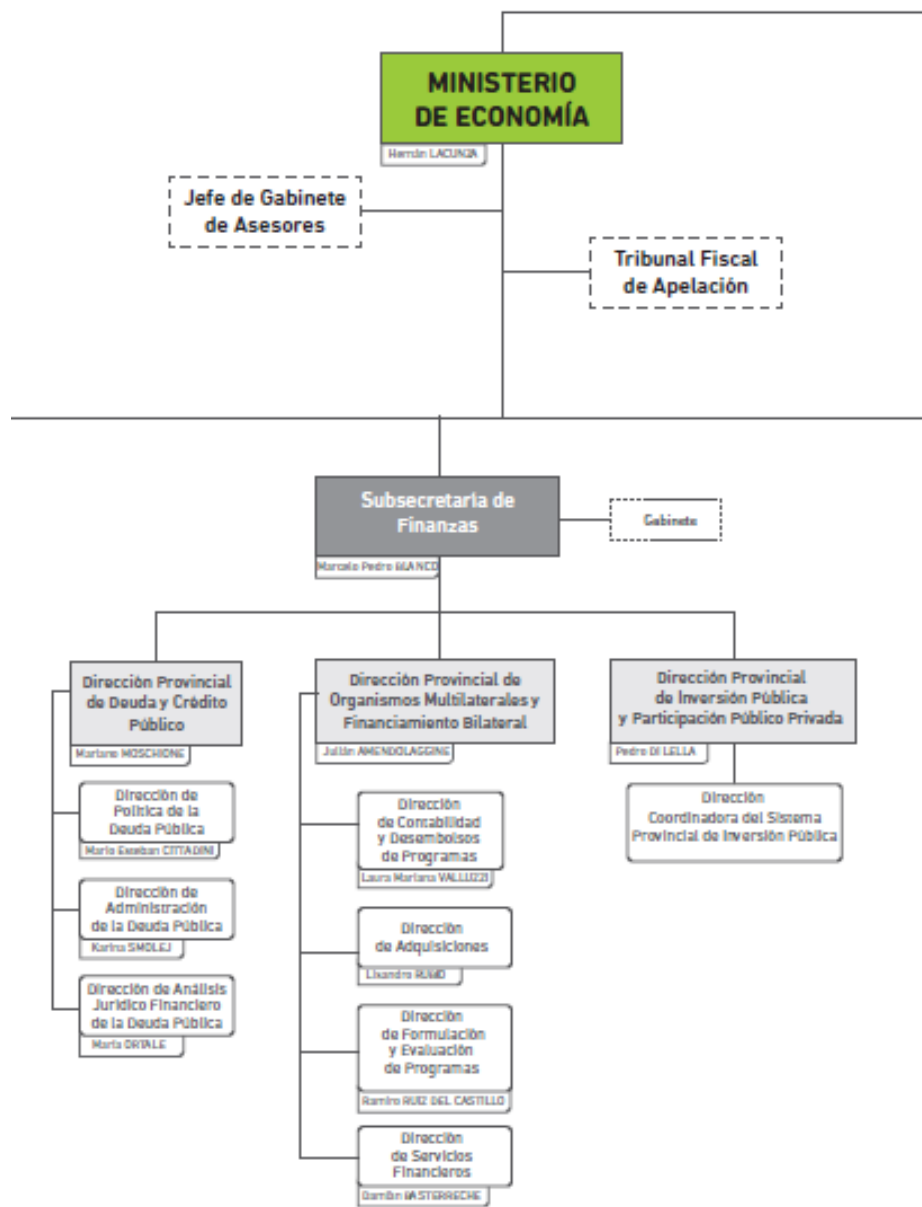 MINISTERIO
DE ECONOMÍA
Hernán LACUNZA
Jefe de Gabinete
de Asesores
Tribunal Fiscal
de Apelación
Subsecretaría de
Finanzas
Gabinete
Marcelo Pedro BLANCO
Dirección Provincial
de Deuda y Crédito
Público
Mariano MOSCHIONE
Dirección de
Política de la
Deuda Pública
Mario Esteban CITTADINI
Dirección de
Administración
de la Deuda Pública
Karina SMOLEJ
Dirección de Análisis
Jurídico Financiero
de la Deuda Pública
María ORTALE
Dirección Provincial de
Organismos Multilaterales y
Financiamiento Bilateral
Julián AMENDOLAGGINE
Dirección
de Contabilidad
y Desembolsos
de Programas
Laura Mariana VALLUZZI
Dirección
de Adquisiciones
Lisandro
Dirección
de Formulación
y Evaluación
de Programas
Ramiro RUIZ DEL CASTILLO
Dirección
de Servicios
Financieros
Damián BASTERRECHE
Dirección Provincial
de Inversión Pública
y Participación Público Privada
Pedro DI LELLA
Dirección
Coordinadora del Sistema
Provincial de Inversión Pública